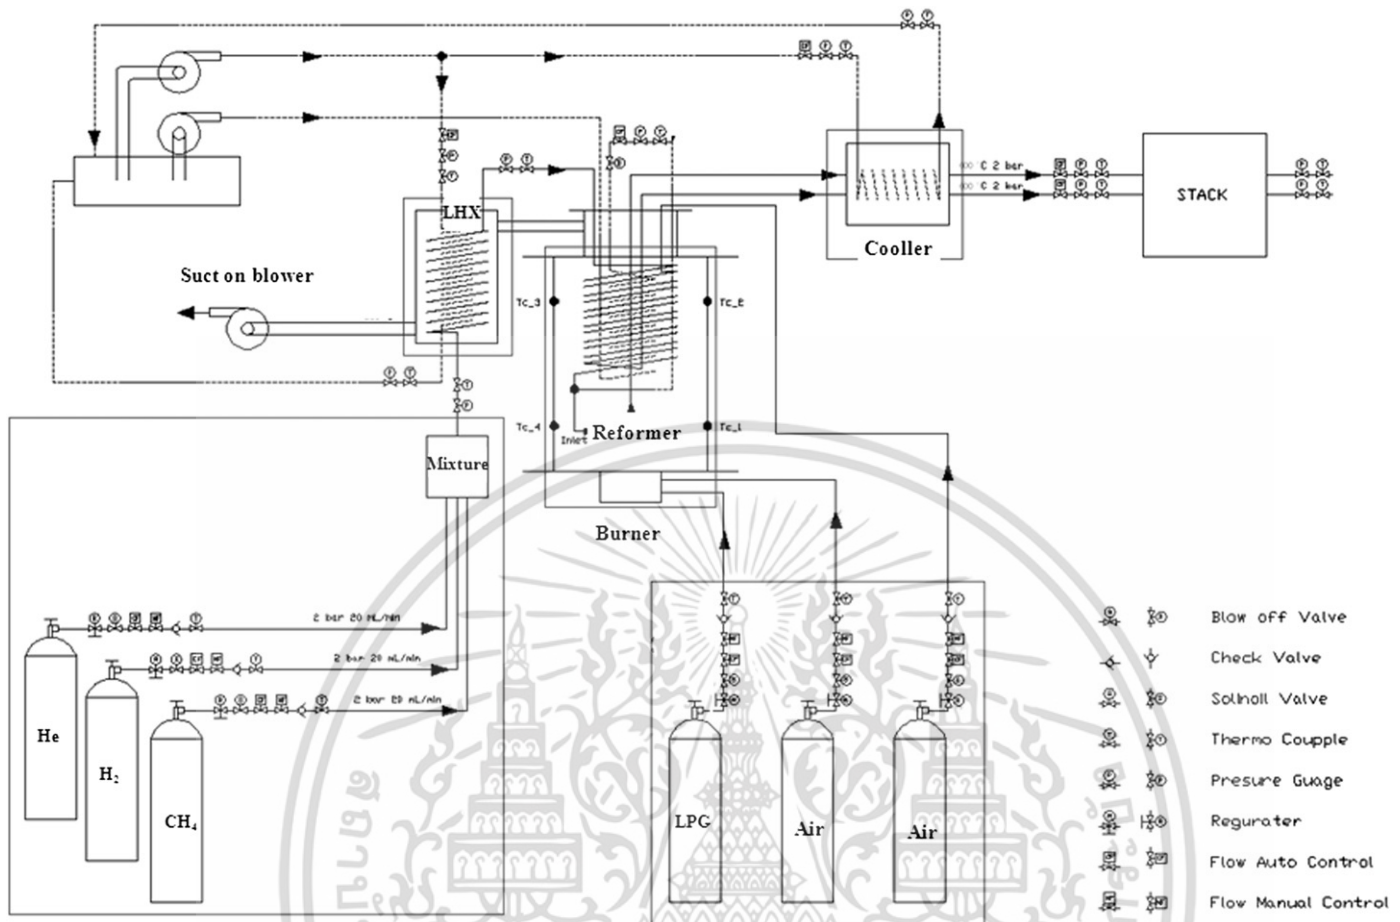 LHX
Suct on blower
Cooller
°C 2 bar
°C 2 bar
STACK
Tc_3
Tc_2
Tc_4
Tc_1
Inlet
Reformer
Mixture
Burner
2 bar 20 mL/min
2 bar 20 mL/min
2 bar 20 mL/min
He
H₂
CH₄
LPG
Air
Air
Blow off Valve
Check Valve
Solnoll Valve
Thermo Coupple
Presure Guage
Regurater
Flow Auto Control
Flow Manual Control